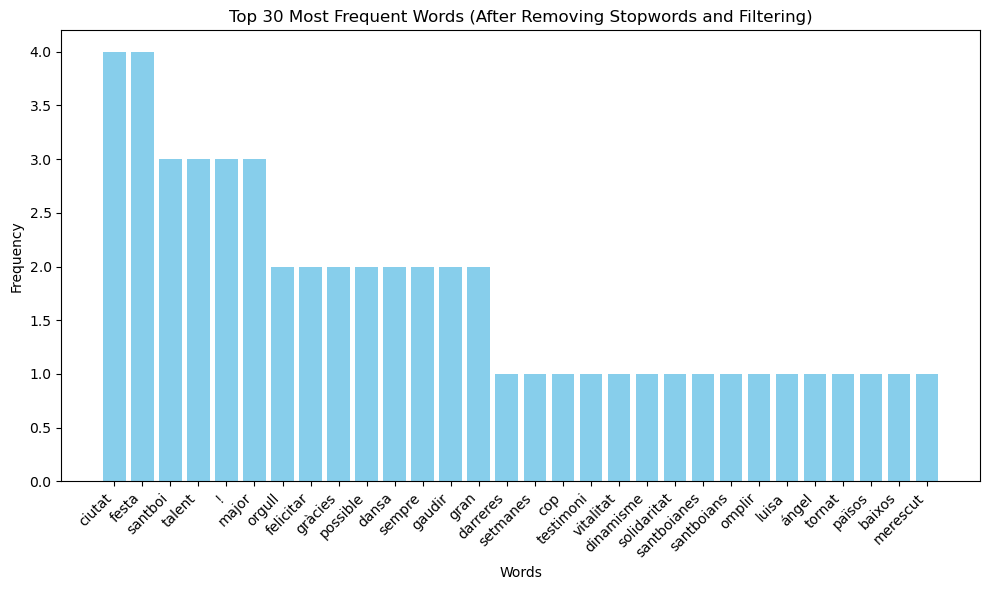 Top 30 Most Frequent Words (After Removing Stopwords and Filtering)
Frequency
4.0
3.5
3.0
2.5
2.0
1.5
1.0
0.5
0.0
ciutat
festa
santboi
talent
!
major
orgull
felicitar
gràcies
possible
dansa
sempre
gaudir
gran
darreres
setmanes
cop
testimoni
vitalitat
dinamisme
solidaritat
santboianes
santboians
omplir
luisa
ángel
tornat
països
baixos
merescut
Words